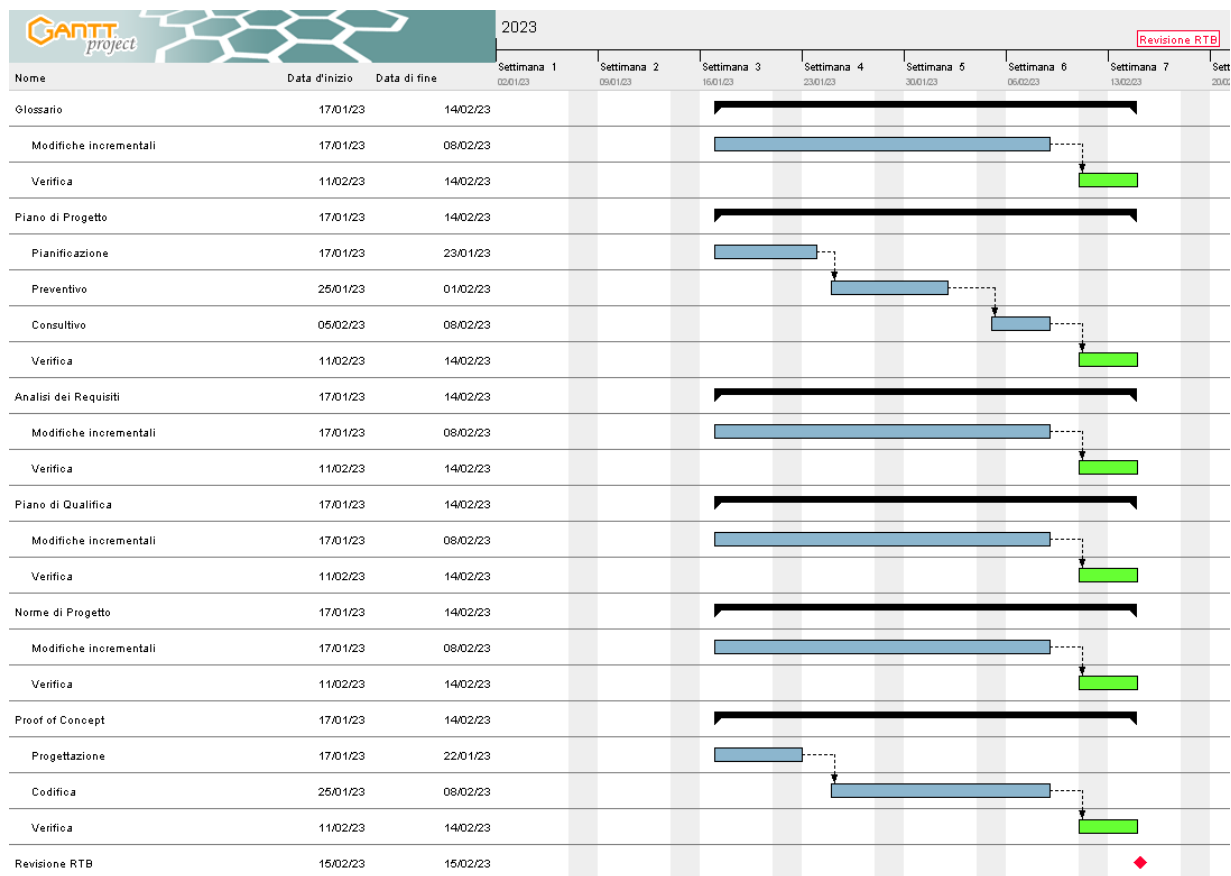 GANTT
project
2023
Revisione RTB
Nome Data d'inizio Data di fine
Settimana 1 Settimana 2 Settimana 3 Settimana 4 Settimana 5 Settimana 6 Settimana 7 Sett
02/01/23 09/01/23 16/01/23 23/01/23 30/01/23 06/02/23 13/02/23 20/02
Glossario 17/01/23 14/02/23
Modifiche incrementali 17/01/23 08/02/23
Verifica 11/02/23 14/02/23
Piano di Progetto 17/01/23 14/02/23
Pianificazione 17/01/23 23/01/23
Preventivo 25/01/23 01/02/23
Consultivo 05/02/23 08/02/23
Verifica 11/02/23 14/02/23
Analisi dei Requisiti 17/01/23 14/02/23
Modifiche incrementali 17/01/23 08/02/23
Verifica 11/02/23 14/02/23
Piano di Qualifica 17/01/23 14/02/23
Modifiche incrementali 17/01/23 08/02/23
Verifica 11/02/23 14/02/23
Norme di Progetto 17/01/23 14/02/23
Modifiche incrementali 17/01/23 08/02/23
Verifica 11/02/23 14/02/23
Proof of Concept 17/01/23 14/02/23
Progettazione 17/01/23 22/01/23
Codifica 25/01/23 08/02/23
Verifica 11/02/23 14/02/23
Revisione RTB 15/02/23 15/02/23